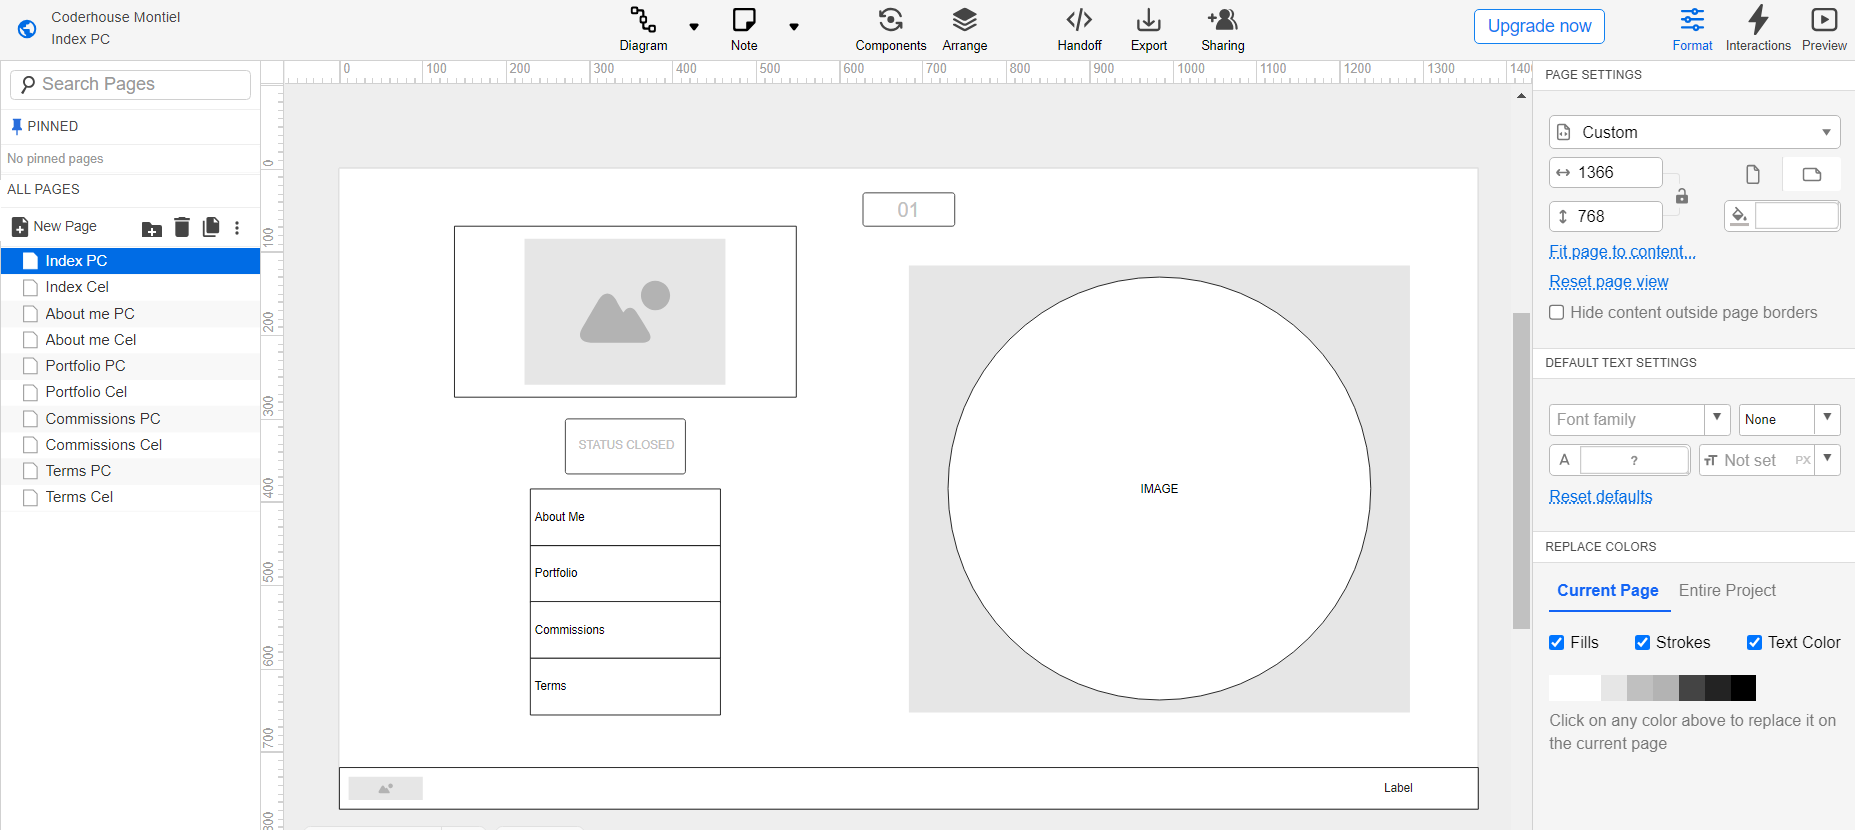 Coderhouse Montiel
Index PC
Diagram
Note
Components
Arrange
Handoff
Export
Sharing
Upgrade now
Format
Interactions
Preview
Search Pages
PINNED
No pinned pages
ALL PAGES
New Page
Index PC
Index Cel
About me PC
About me Cel
Portfolio PC
Portfolio Cel
Commissions PC
Commissions Cel
Terms PC
Terms Cel
0 100 200 300 400 500 600 700 800 900 1000 1100 1200 1300 1400
0
100
200
300
400
500
600
700
800
01
STATUS CLOSED
About Me
Portfolio
Commissions
Terms
IMAGE
Label
PAGE SETTINGS
Custom
1366
768
Fit page to content...
Reset page view
Hide content outside page borders
DEFAULT TEXT SETTINGS
Font family
None
A ?
TT Not set PX
Reset defaults
REPLACE COLORS
Current Page
Entire Project
Fills
Strokes
Text Color
Click on any color above to replace it on
the current page